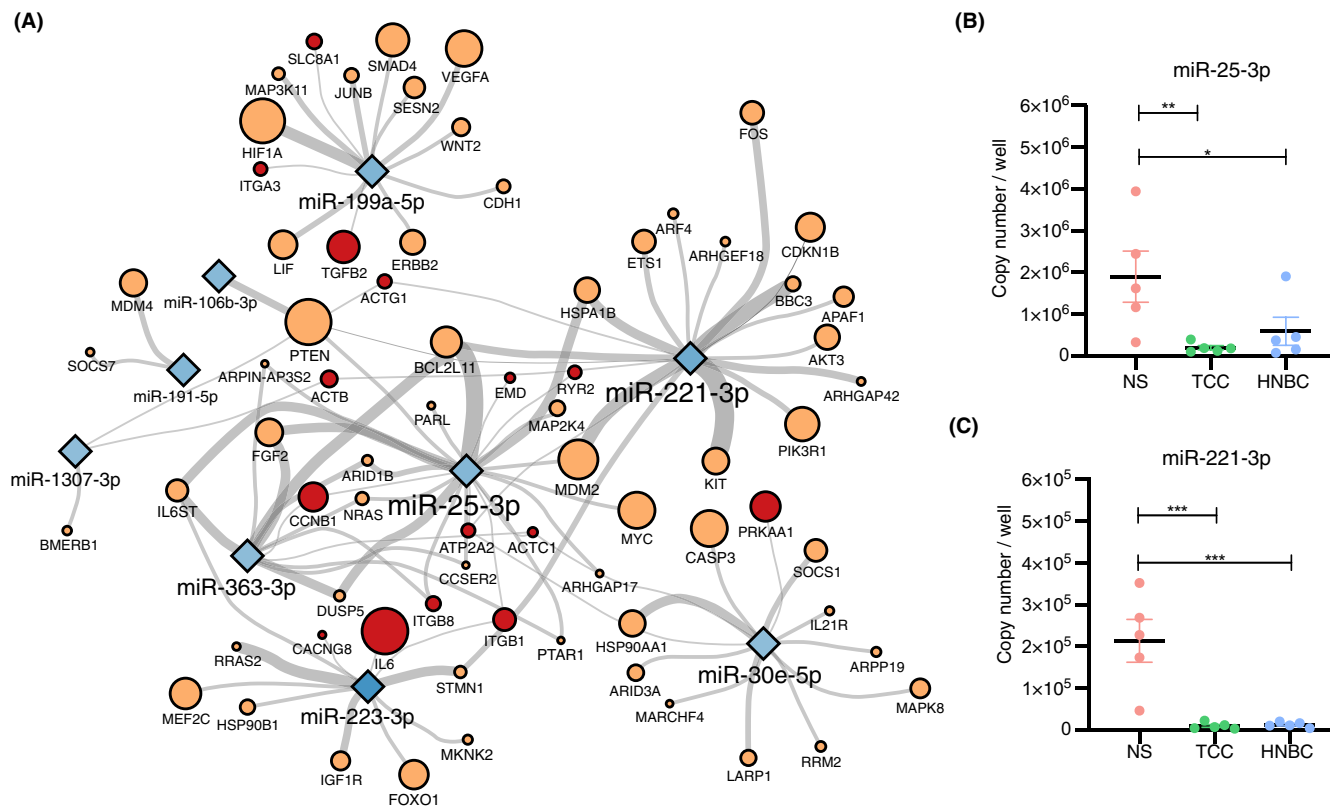 (A)
SLC8A1
SMAD4
VEGFA
MAP3K11
JUNB
SESN2
HIF1A
WNT2
ITGA3
miR-199a-5p
CDH1
LIF
TGFB2
ERBB2
miR-106b-3p
ACTG1
MDM4
PTEN
SOCS7
miR-191-5p
ARPIN-AP3S2
ACTB
BCL2L11
EMD
RYR2
PARL
MAP2K4
FOS
ARF4
ETS1
ARHGEF18
CDKN1B
HSPA1B
BBC3
APAF1
AKT3
miR-221-3p
ARHGAP42
PIK3R1
KIT
MDM2
miR-1307-3p
BMERB1
FGF2
IL6ST
ARID1B
CCNB1
NRAS
miR-25-3p
MYC
CASP3
PRKAA1
ATP2A2
ACTC1
SOCS1
CCSER2
ARHGAP17
miR-363-3p
DUSP5
ITGB8
ITGB1
PTAR1
HSP90AA1
IL21R
miR-30e-5p
ARPP19
ARID3A
MARCHF4
MAPK8
RRM2
LARP1
CACNG8
IL6
RRAS2
STMN1
MEF2C
HSP90B1
miR-223-3p
MKNK2
IGF1R
FOXO1
(B)
miR-25-3p
Copy number / well
6×10⁶
5×10⁶
4×10⁶
3×10⁶
2×10⁶
1×10⁶
0
**
*
NS TCC HNBC
(C)
miR-221-3p
Copy number / well
6×10⁵
5×10⁵
4×10⁵
3×10⁵
2×10⁵
1×10⁵
0
***
***
NS TCC HNBC